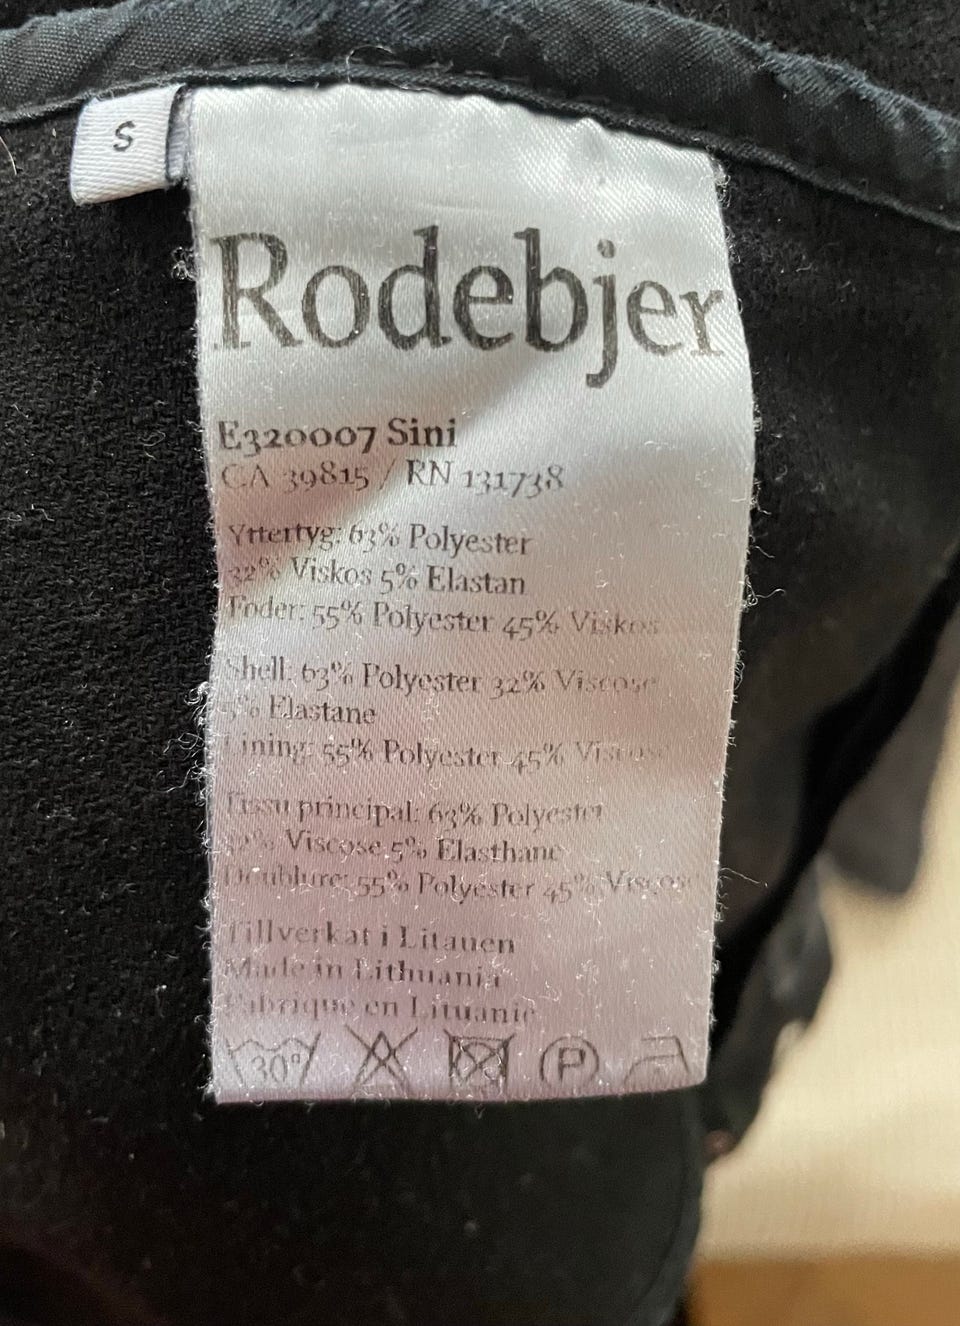 S
Rodebjer
E320007 Sini
CA 39815 / RN 131738
Yttertyg: 63% Polyester
32% Viskos 5% Elastan
Foder: 55% Polyester 45% Viskos
Shell: 63% Polyester 32% Viscose
5% Elastane
Lining: 55% Polyester 45% Viscose
Tissu principal: 63% Polyester
32% Viscose 5% Elasthane
Doublure: 55% Polyester 45% Viscose
Tillverkat i Litauen
Made in Lithuania
Fabrique en Lituanie
30° P